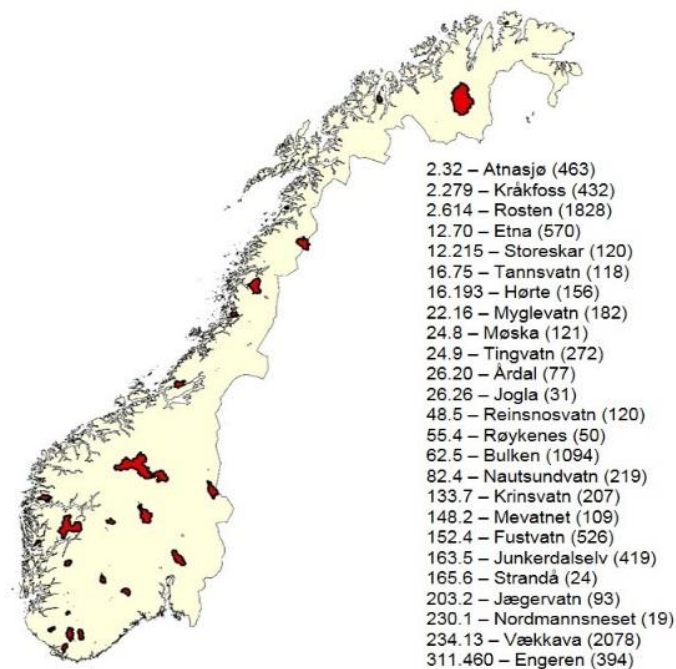 2.32 – Atnasjø (463)
2.279 – Kråkfoss (432)
2.614 – Rosten (1828)
12.70 – Etna (570)
12.215 – Storeskar (120)
16.75 – Tannsvatn (118)
16.193 – Hørte (156)
22.16 – Myglevatn (182)
24.8 – Møska (121)
24.9 – Tingvatn (272)
26.20 – Årdal (77)
26.26 – Jogla (31)
48.5 – Reinsnosvatn (120)
55.4 – Røykenes (50)
62.5 – Bulken (1094)
82.4 – Nautsundvatn (219)
133.7 – Krinsvatn (207)
148.2 – Mevatnet (109)
152.4 – Fustvatn (526)
163.5 – Junkerdalselv (419)
165.6 – Strandå (24)
203.2 – Jægervatn (93)
230.1 – Nordmannsneset (19)
234.13 – Vækkava (2078)
311.460 – Engeren (394)